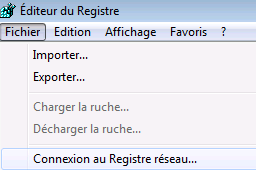 Éditeur du Registre
Fichier Edition Affichage Favoris ?
Importer...
Exporter...
Charger la ruche...
Décharger la ruche...
Connexion au Registre réseau...